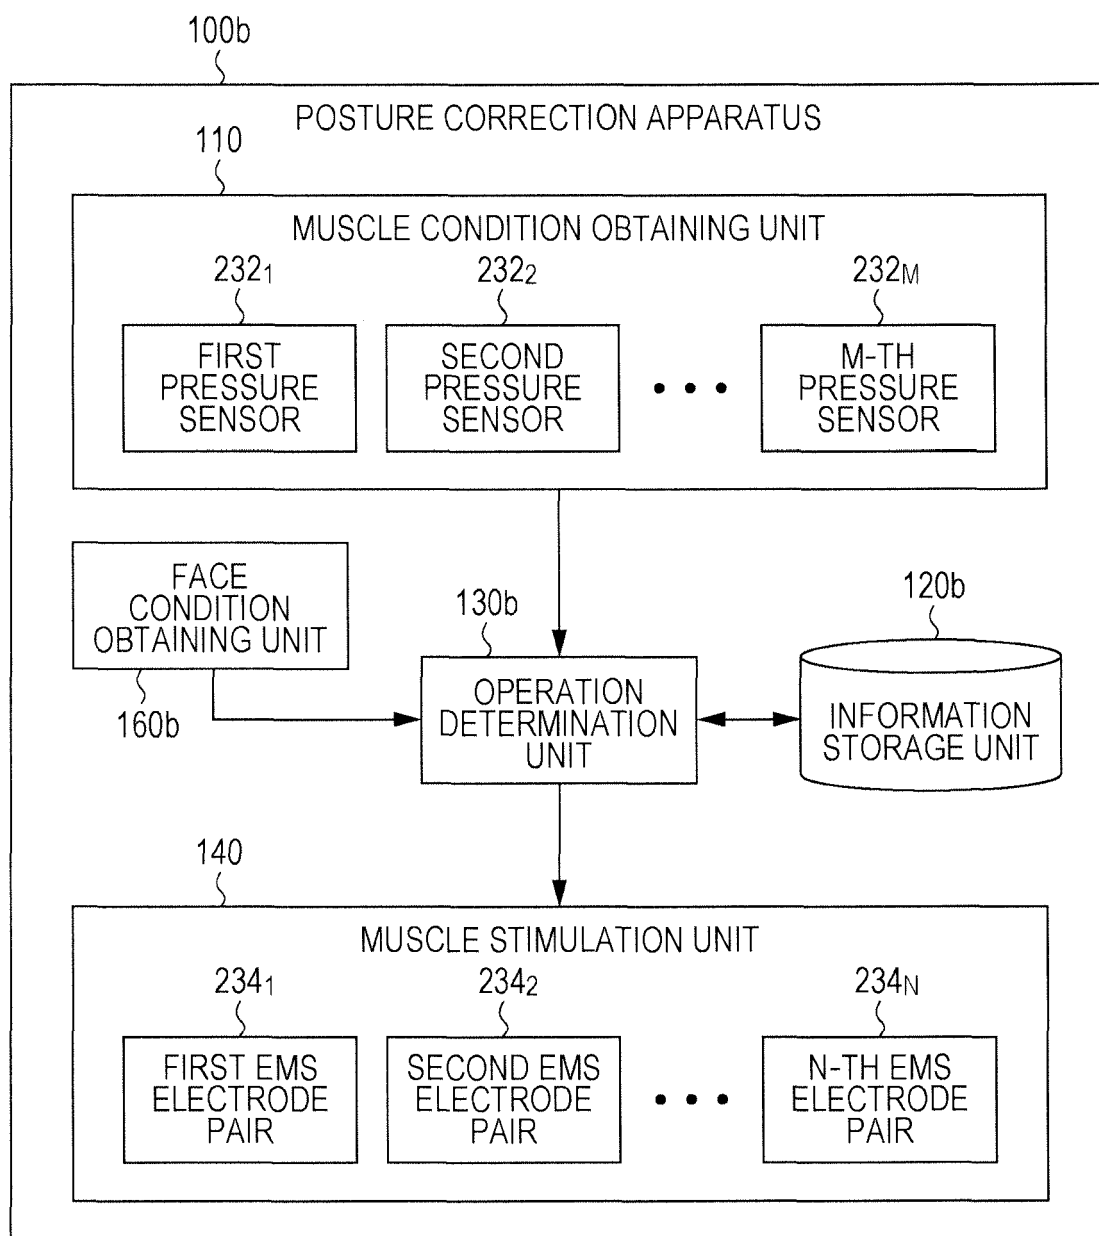 100b
POSTURE CORRECTION APPARATUS
110
MUSCLE CONDITION OBTAINING UNIT
232₁
232₂
232M
FIRST
PRESSURE
SENSOR
SECOND
PRESSURE
SENSOR
• • •
M-TH
PRESSURE
SENSOR
FACE
CONDITION
OBTAINING UNIT
160b
130b
OPERATION
DETERMINATION
UNIT
120b
INFORMATION
STORAGE UNIT
140
MUSCLE STIMULATION UNIT
234₁
234₂
234N
FIRST EMS
ELECTRODE
PAIR
SECOND EMS
ELECTRODE
PAIR
• • •
N-TH EMS
ELECTRODE
PAIR